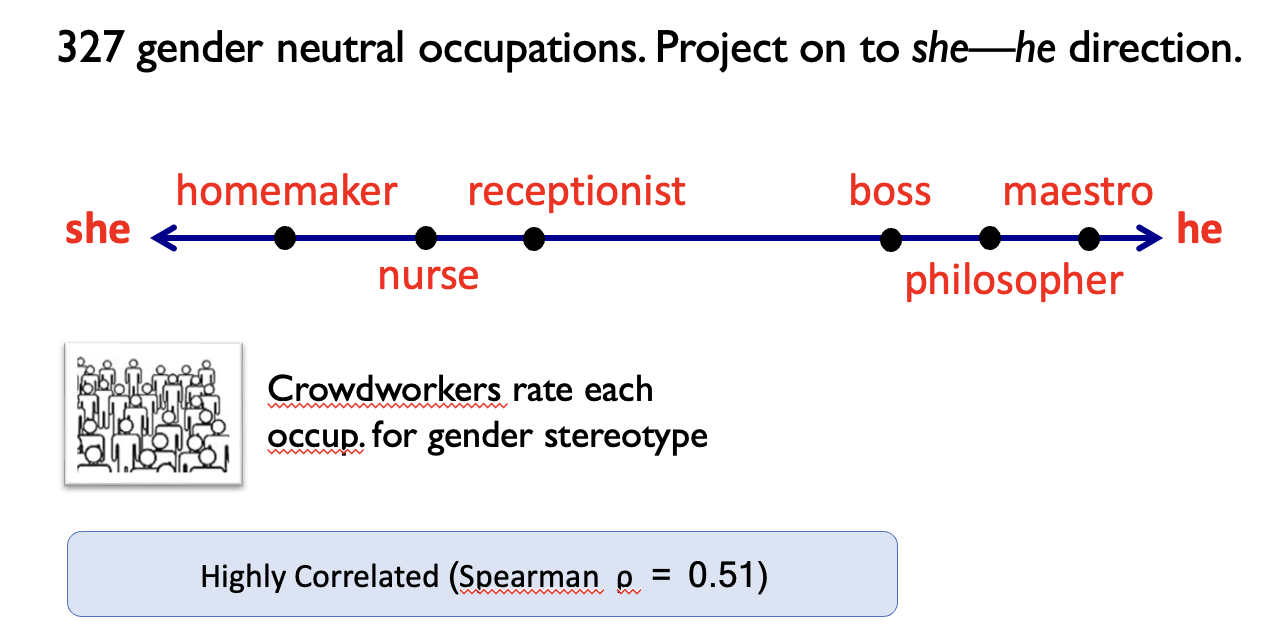 327 gender neutral occupations. Project on to she—he direction.
homemaker receptionist boss maestro
she he
nurse philosopher
Crowdworkers rate each
occup. for gender stereotype
Highly Correlated (Spearman ρ = 0.51)